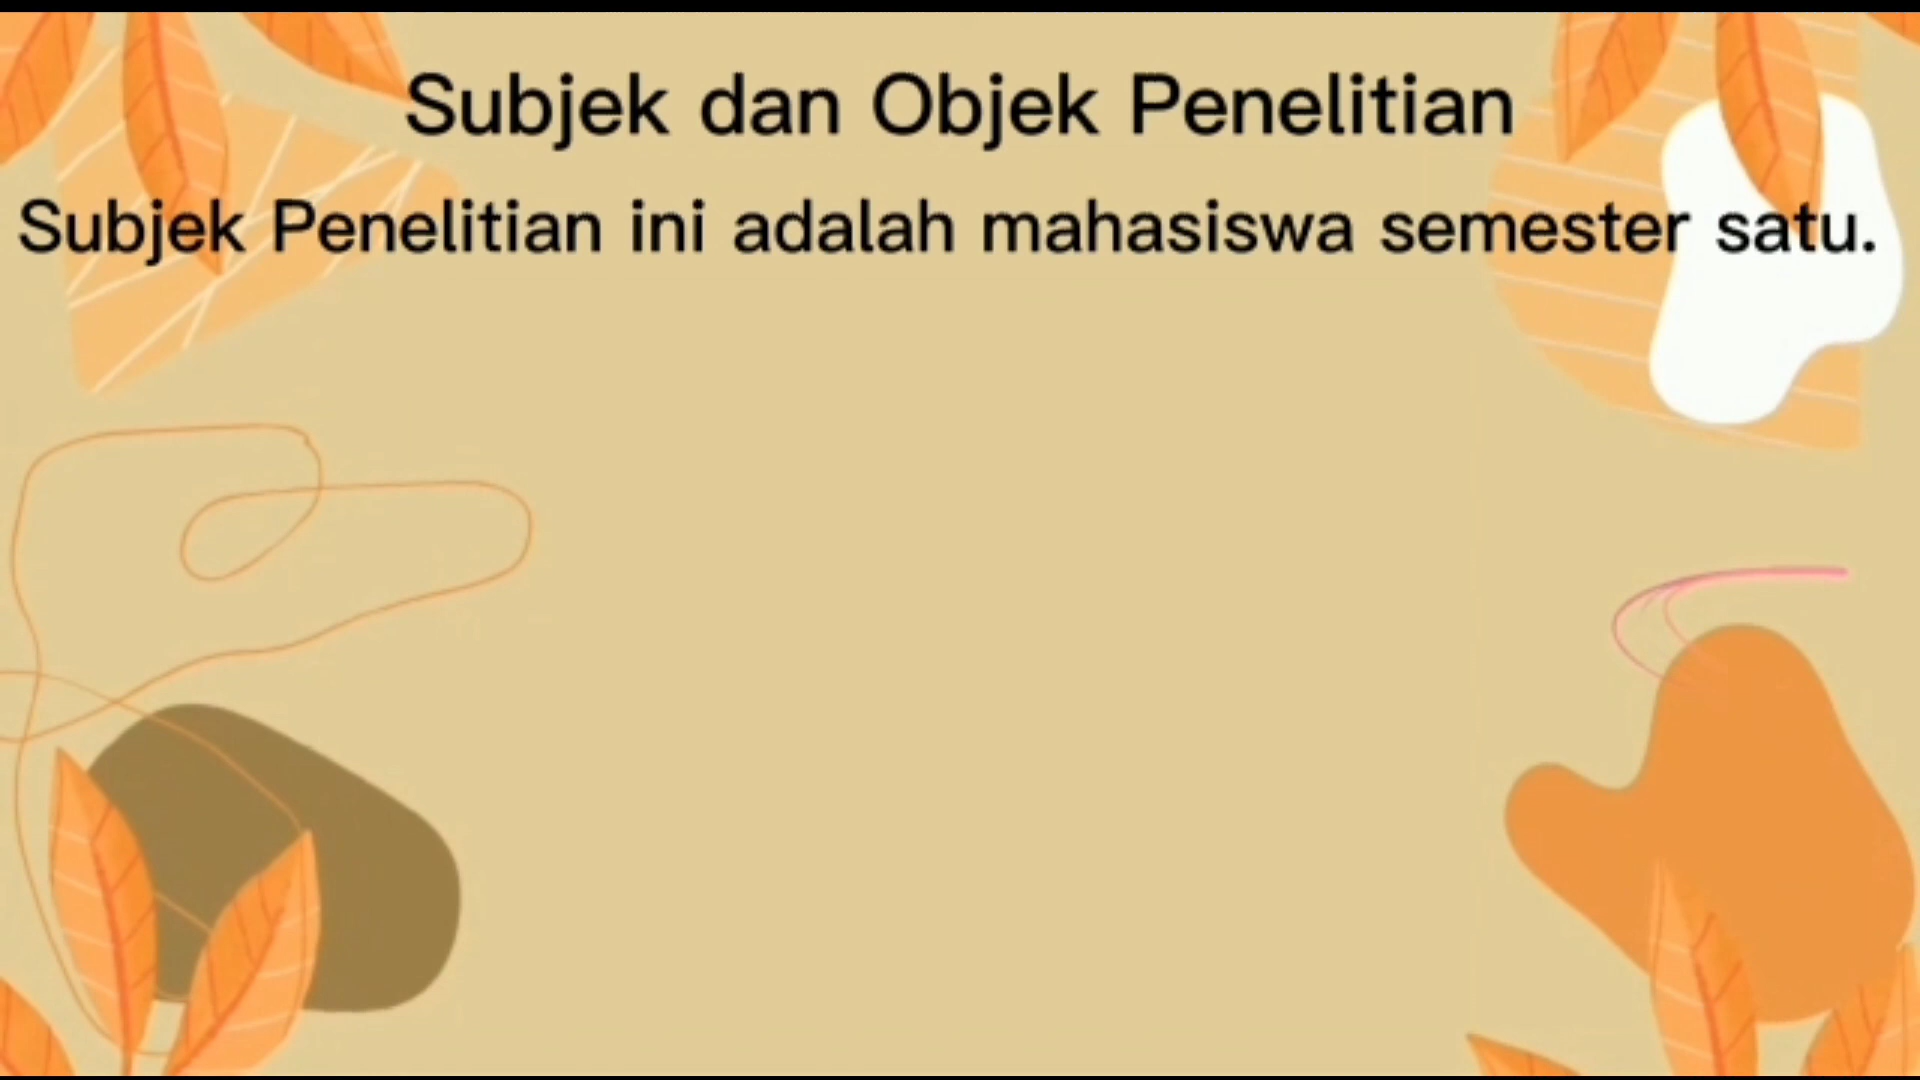 Subjek dan Objek Penelitian
Subjek Penelitian ini adalah mahasiswa semester satu.